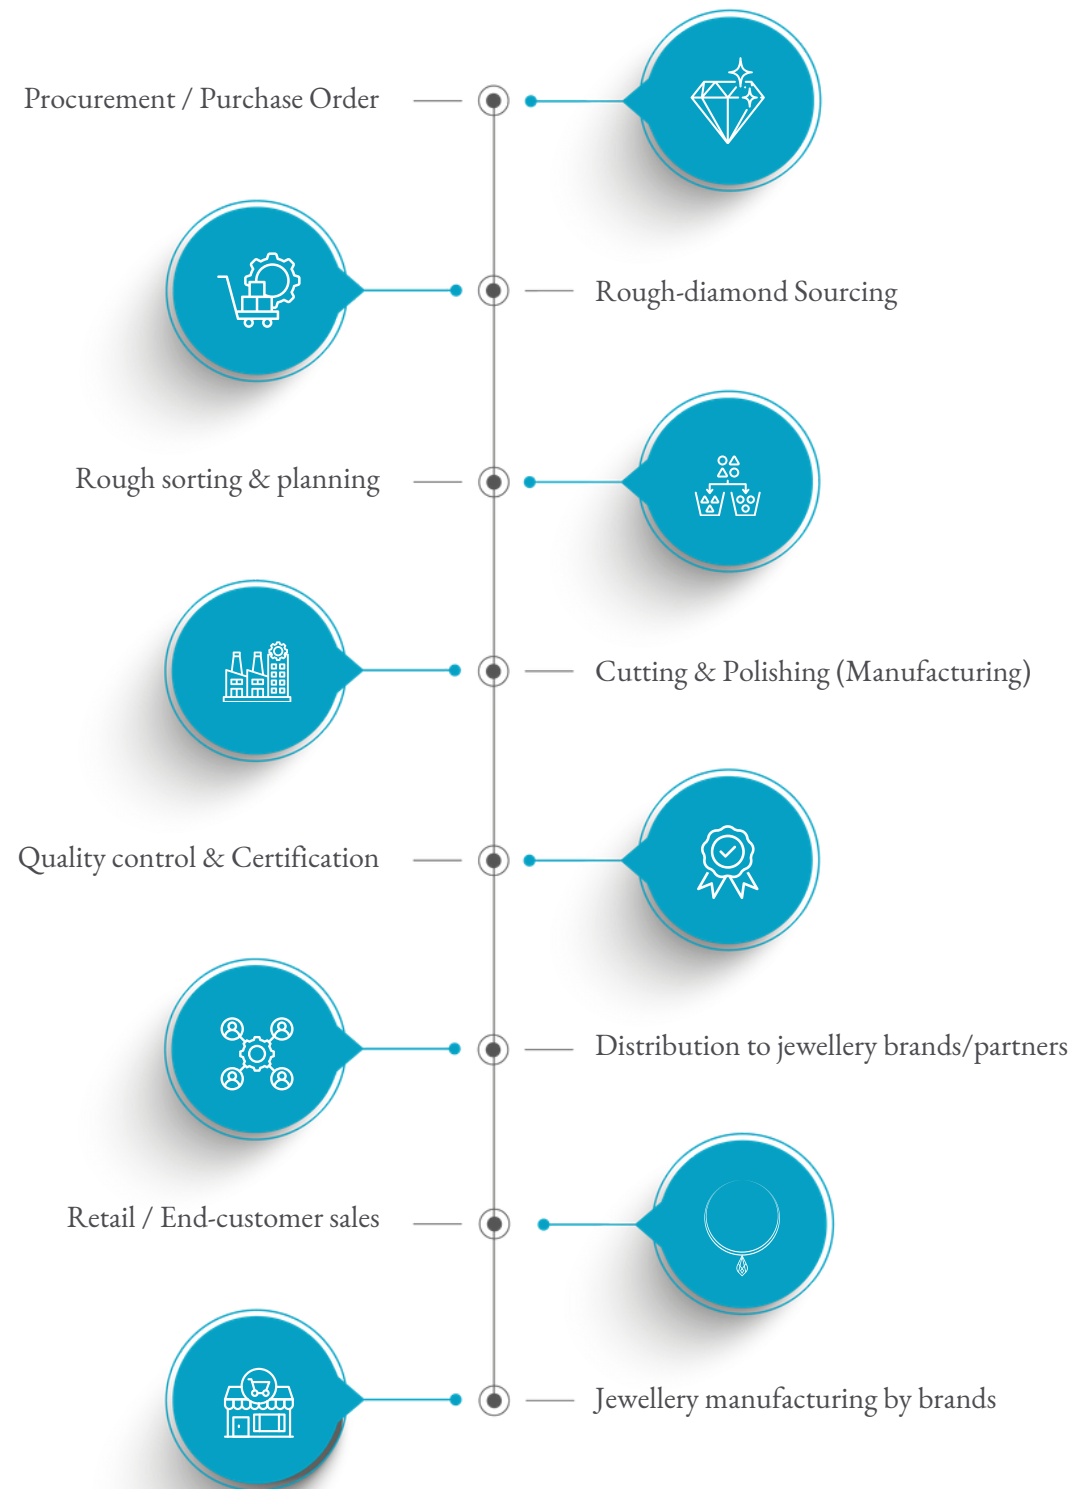 Procurement / Purchase Order
Rough-diamond Sourcing
Rough sorting & planning
Cutting & Polishing (Manufacturing)
Quality control & Certification
Distribution to jewellery brands/partners
Retail / End-customer sales
Jewellery manufacturing by brands